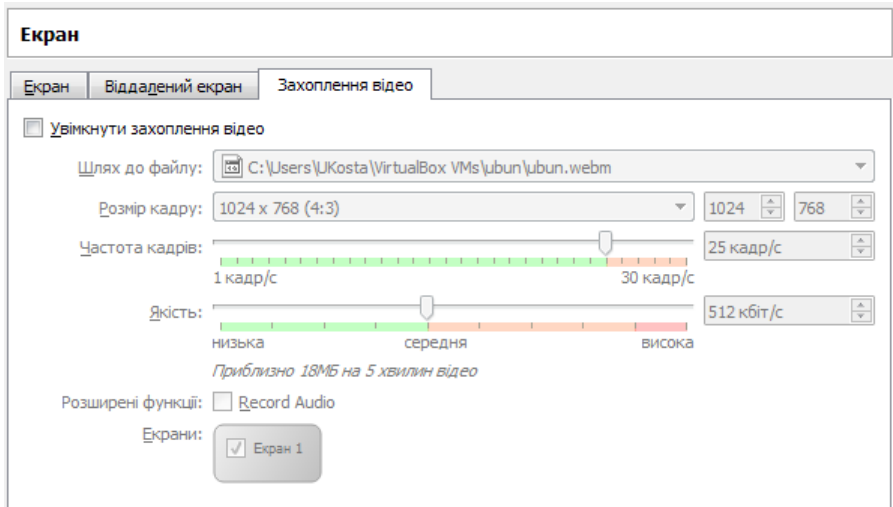 Екран
Екран Віддалений екран Захоплення відео
Увімкнути захоплення відео
Шлях до файлу: C:\Users\UKosta\VirtualBox VMs\ubun\ubun.webm
Розмір кадру: 1024 x 768 (4:3) 1024 768
Частота кадрів: 25 кадр/с
1 кадр/с 30 кадр/с
Якість: 512 кбіт/с
низька середня висока
Приблизно 18МБ на 5 хвилин відео
Розширені функції: Record Audio
Екрани: Екран 1